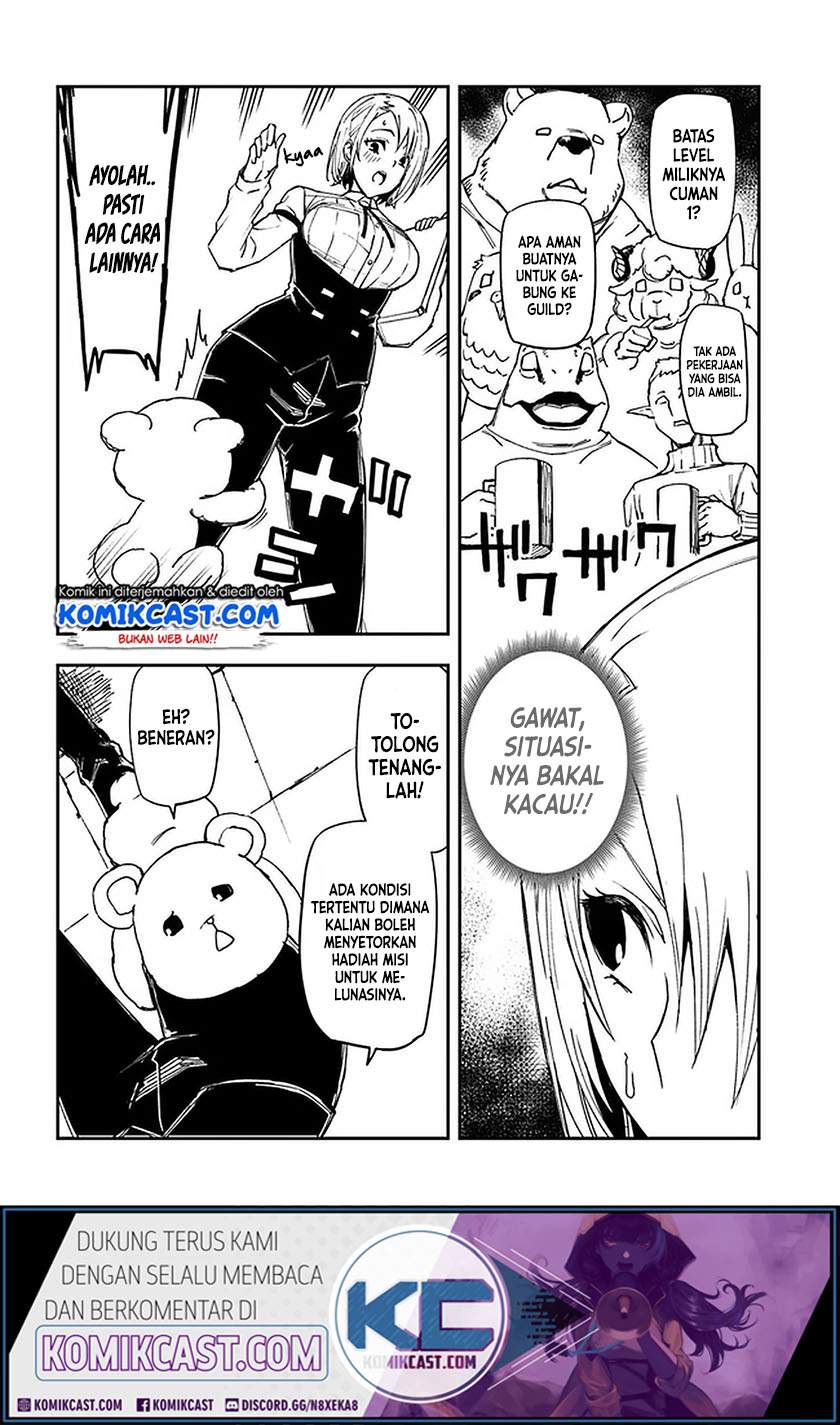 BATAS
LEVEL
MILIKNYA
CUMAN
1?
APA AMAN
BUATNYA
UNTUK GA-
BUNG KE
GUILD?
TAK ADA
PEKERJAAN
YANG BISA
DIA AMBIL.
ザワ
ザワ
GAWAT,
SITUASI-
NYA BAKAL
KACAU!!
kyaa
AYOLAH..
PASTI
ADA CARA
LAINNYA!
Komik ini diterjemahkan & diedit oleh
KOMIKCAST.COM
BUKAN WEB LAIN!!
TO-
TOLONG
TENANG-
LAH!
ADA KONDISI
TERTENTU DIMANA
KALIAN BOLEH
MENYETORKAN
HADIAH MISI
UNTUK ME-
LUNASINYA.
EH?
BENERAN?
DUKUNG TERUS KAMI
DENGAN SELALU MEMBACA
DAN BERKOMENTAR DI
KOMIKCAST.COM
KOMIKCAST.COM
KOMIKCAST
DISCORD.GG/N8XEKA8
KC
KOMIKCAST.COM